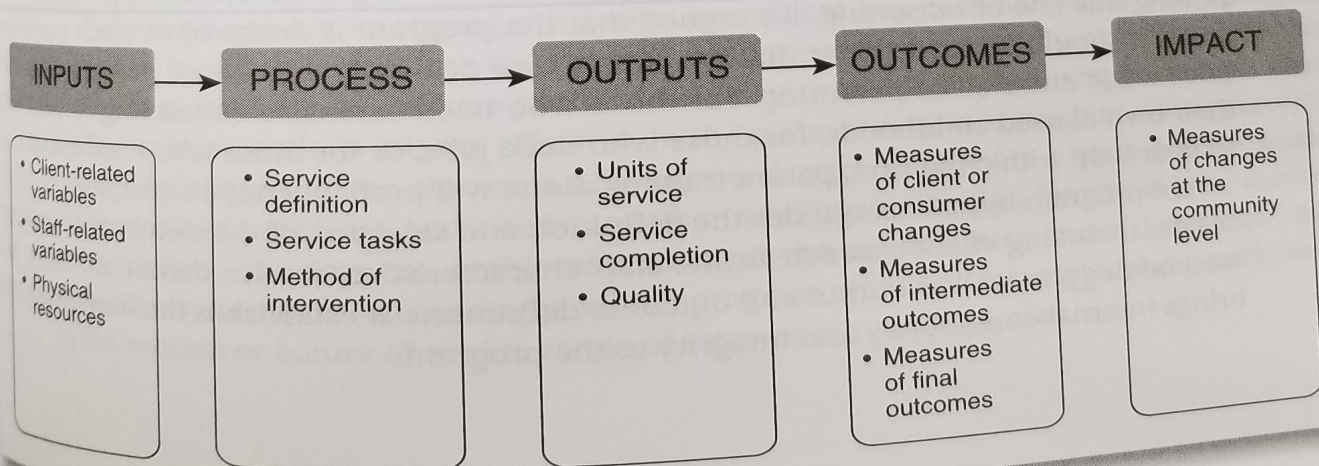 INPUTS
• Client-related
variables
• Staff-related
variables
• Physical
resources
PROCESS
• Service
definition
• Service tasks
• Method of
intervention
OUTPUTS
• Units of
service
• Service
completion
• Quality
OUTCOMES
• Measures
of client or
consumer
changes
• Measures
of intermediate
outcomes
• Measures
of final
outcomes
IMPACT
• Measures
of changes
at the
community
level